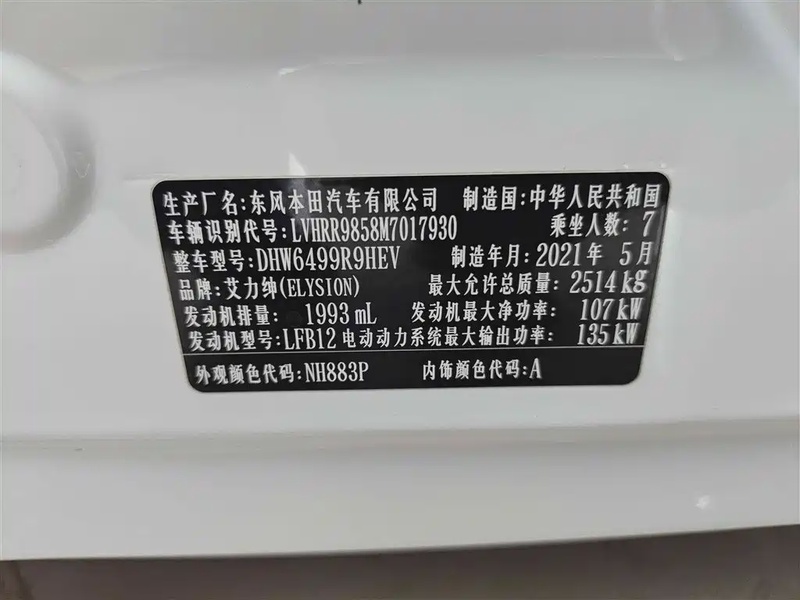 生产厂名:东风本田汽车有限公司 制造国:中华人民共和国
车辆识别代号:LVHRR9858M7017930 乘坐人数:7
整车型号:DHW6499R9HEV 制造年月:2021年 5月
品牌:艾力绅(ELYSION) 最大允许总质量:2514kg
发动机排量: 1993mL 发动机最大净功率: 107kW
发动机型号:LFB12 电动动力系统最大输出功率: 135kW
外观颜色代码:NH883P 内饰颜色代码:A